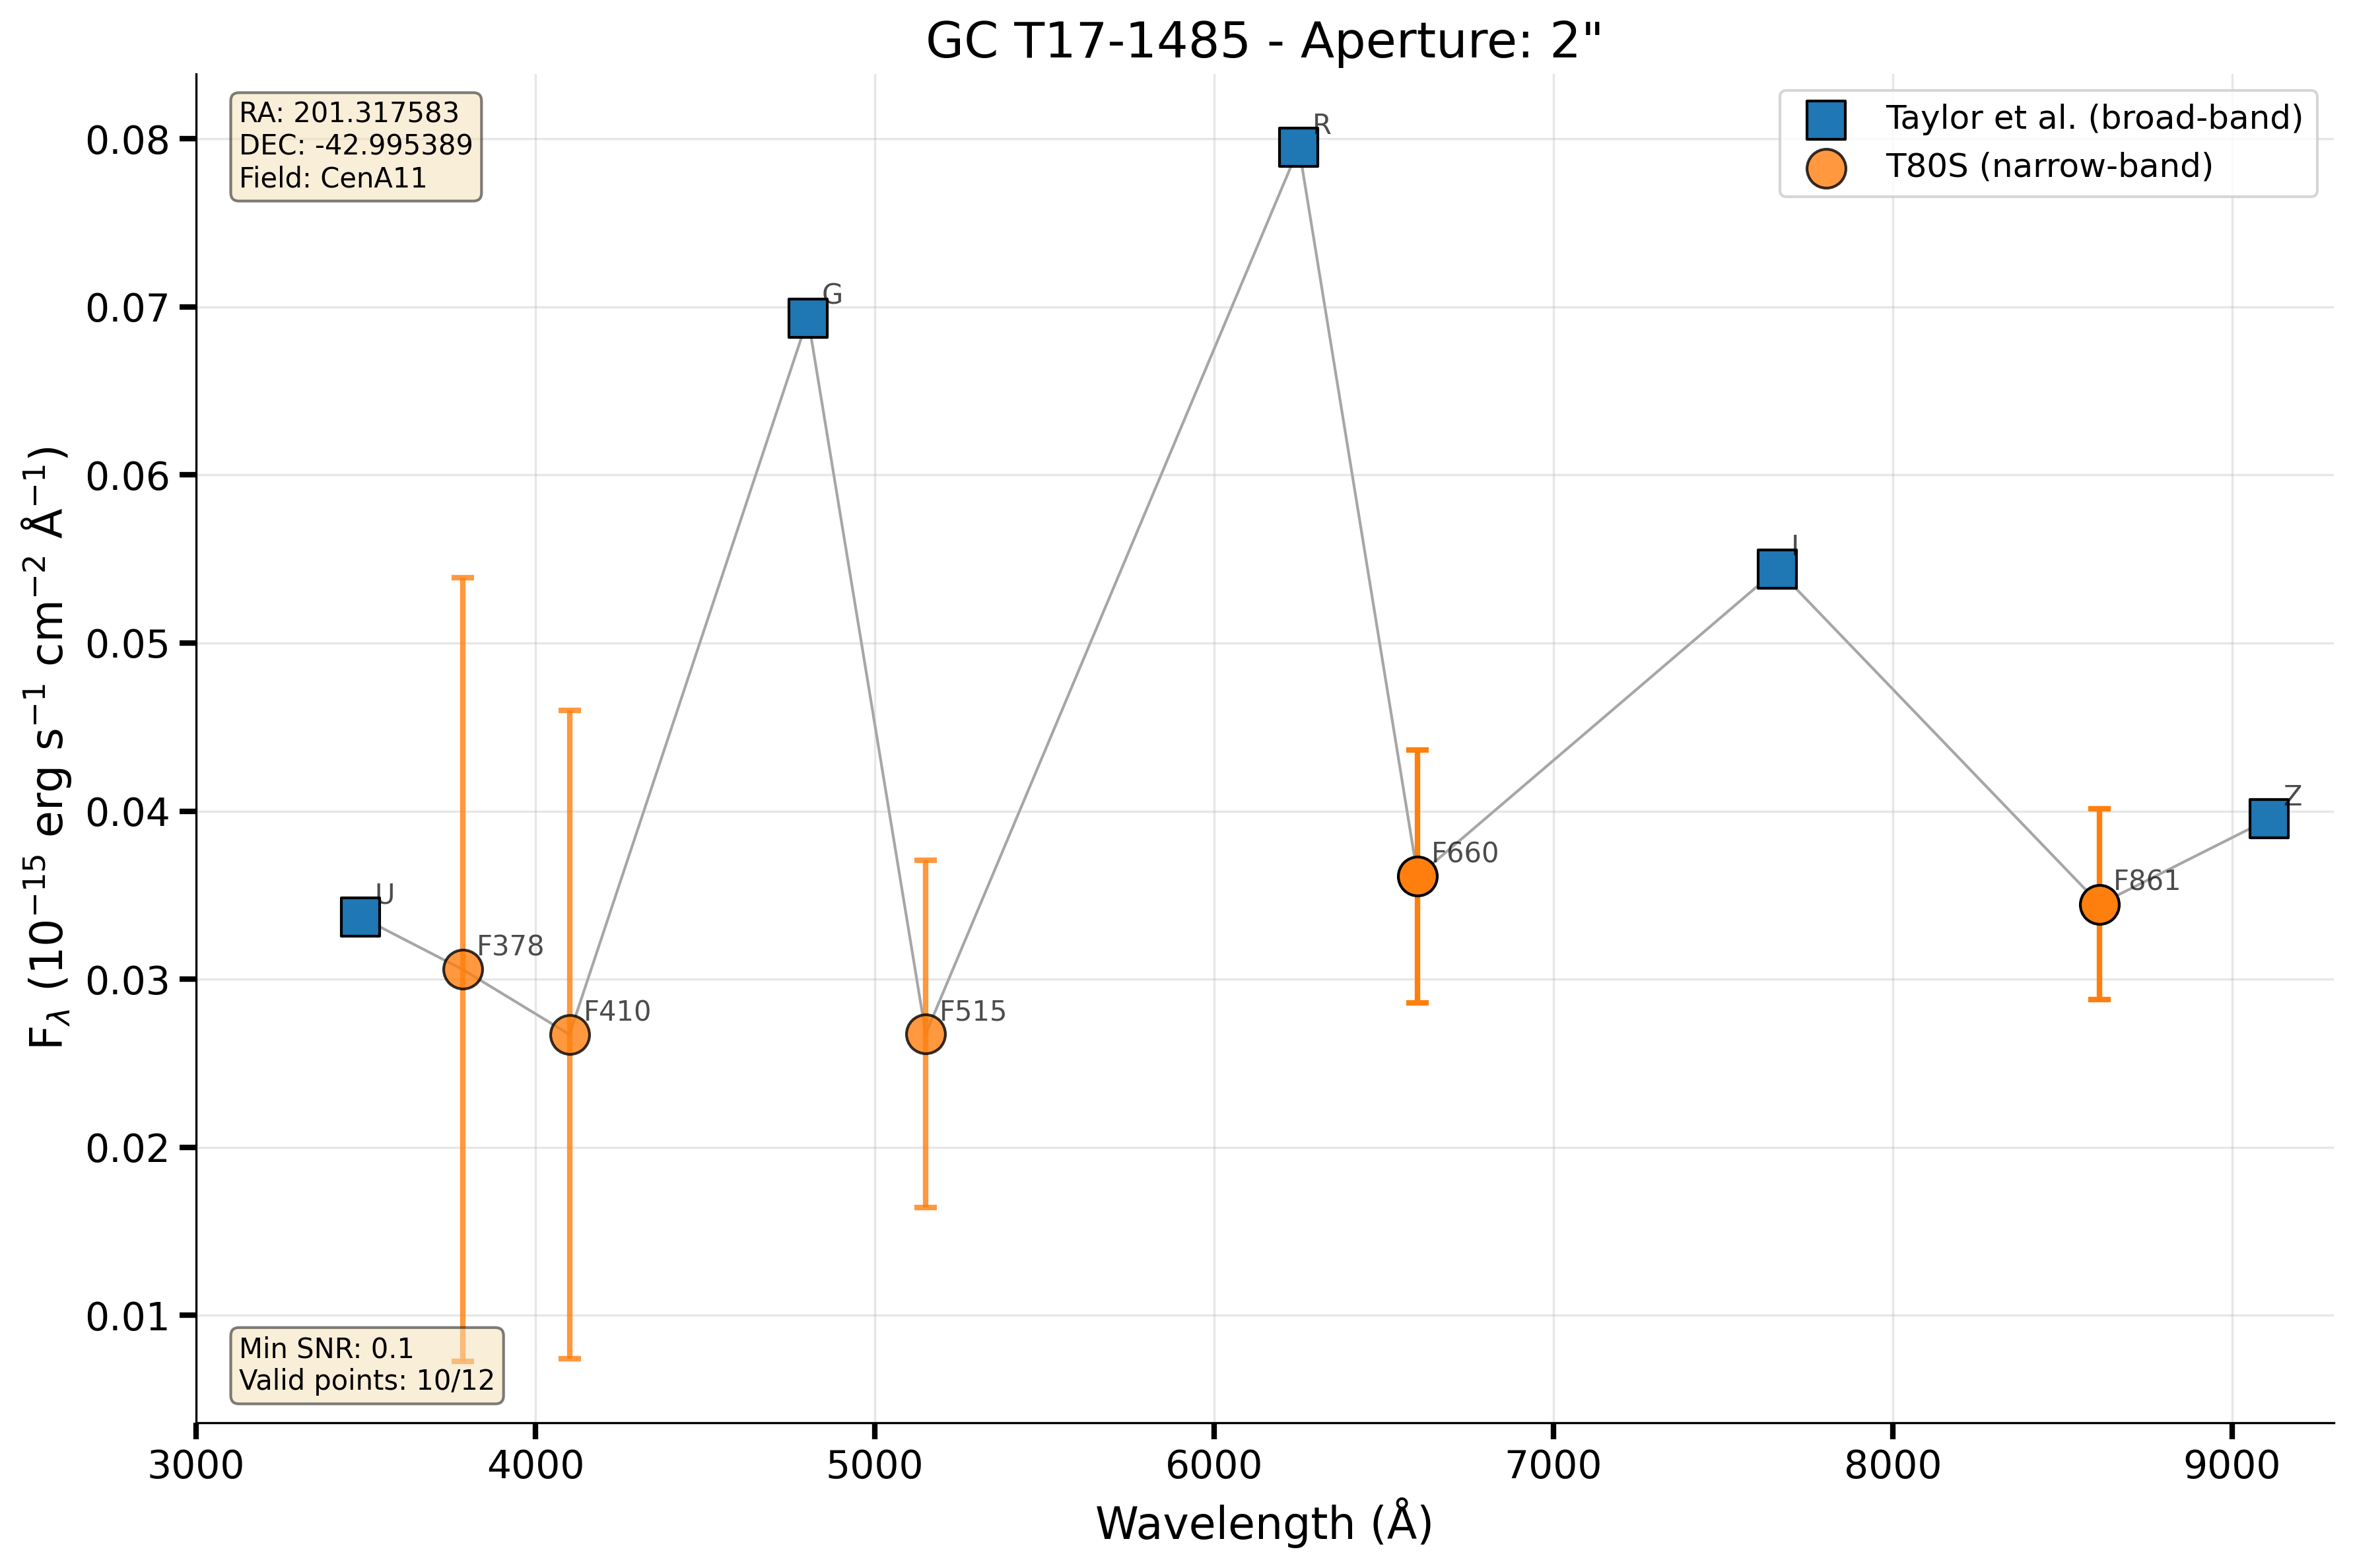 GC T17-1485 - Aperture: 2"
RA: 201.317583
DEC: -42.995389
Field: CenA11
Taylor et al. (broad-band)
T80S (narrow-band)
0.08
0.07
0.06
0.05
0.04
0.03
0.02
0.01
F_λ (10⁻¹⁵ erg s⁻¹ cm⁻² Å⁻¹)
U
F378
F410
G
F515
R
F660
I
F861
Z
Min SNR: 0.1
Valid points: 10/12
3000 4000 5000 6000 7000 8000 9000
Wavelength (Å)